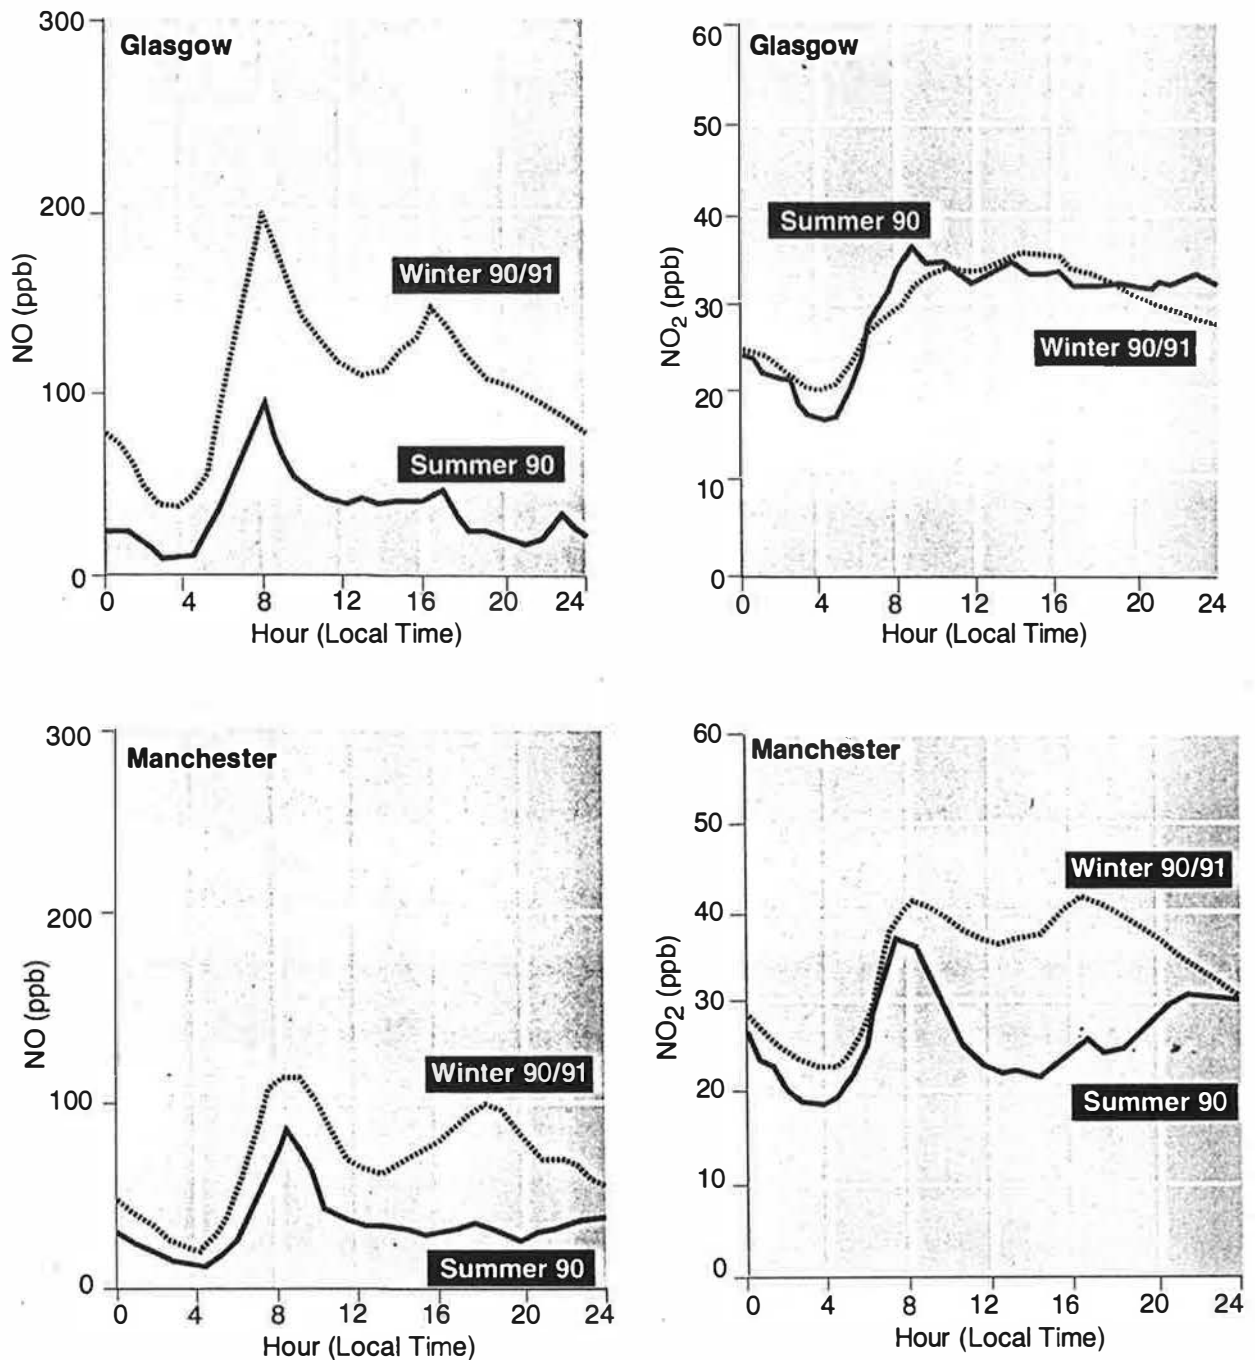 Glasgow
300
200
100
0
NO (ppb)
Winter 90/91
Summer 90
0 4 8 12 16 20 24
Hour (Local Time)
Glasgow
60
50
40
30
20
10
0
NO₂ (ppb)
Summer 90
Winter 90/91
0 4 8 12 16 20 24
Hour (Local Time)
Manchester
300
200
100
0
NO (ppb)
Winter 90/91
Summer 90
0 4 8 12 16 20 24
Hour (Local Time)
Manchester
60
50
40
30
20
10
0
NO₂ (ppb)
Winter 90/91
Summer 90
0 4 8 12 16 20 24
Hour (Local Time)